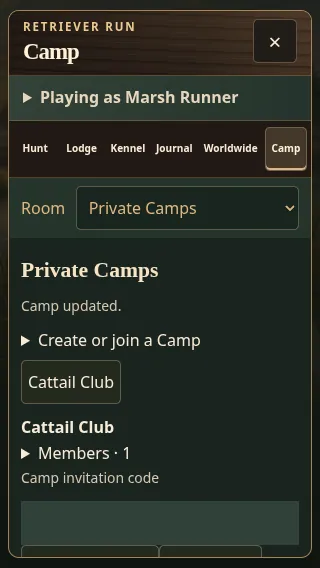 RETRIEVER RUN
Camp
×
▶ Playing as Marsh Runner
Hunt Lodge Kennel Journal Worldwide Camp
Room Private Camps
Private Camps
Camp updated.
▶ Create or join a Camp
Cattail Club
Cattail Club
▶ Members · 1
Camp invitation code